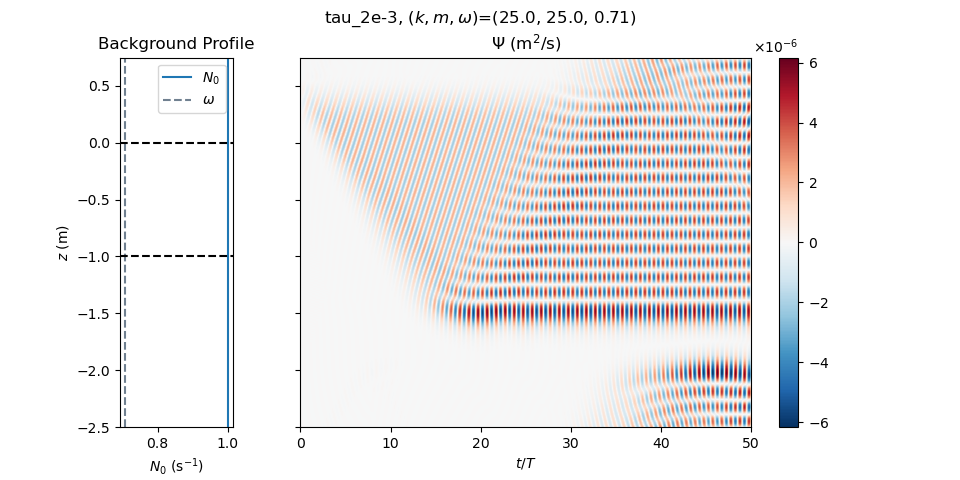 tau_2e-3, (k, m, ω)=(25.0, 25.0, 0.71)
Background Profile
Ψ (m²/s)
×10⁻⁶
N₀
ω
0.5
0.0
−0.5
−1.0
−1.5
−2.0
−2.5
z (m)
0.8
1.0
N₀ (s⁻¹)
0
10
20
30
40
50
t/T
6
4
2
0
−2
−4
−6